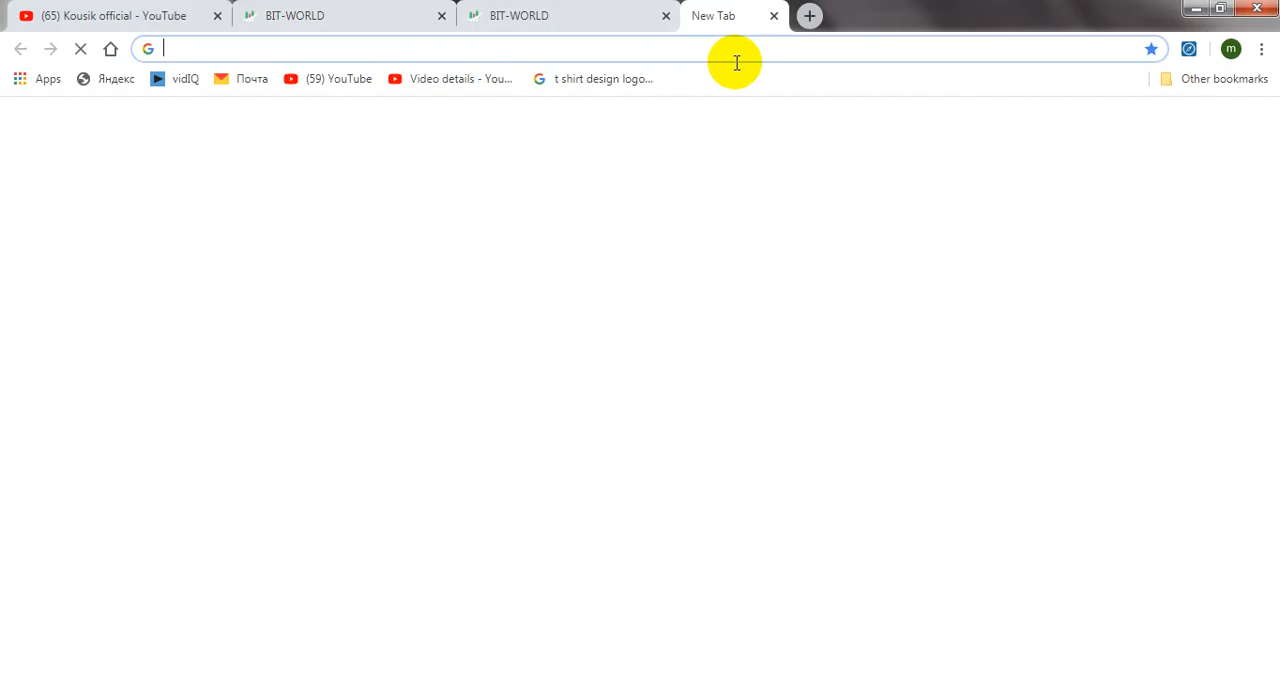 (65) Kousik official - YouTube BIT-WORLD BIT-WORLD New Tab
m
Apps Яндекс vidIQ Почта (59) YouTube Video details - You... t shirt design logo... Other bookmarks